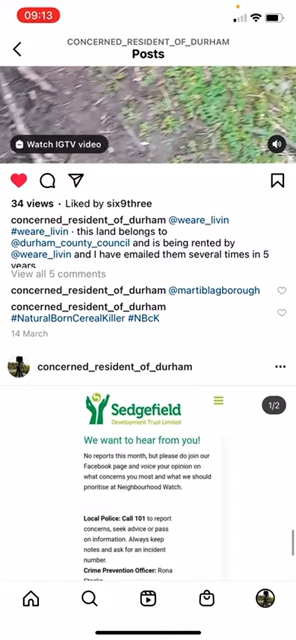 09:13
CONCERNED_RESIDENT_OF_DURHAM
Posts
Watch IGTV video
34 views · Liked by six9three
concerned_resident_of_durham @weare_livin
#weare_livin · this land belongs to
@durham_county_council and is being rented by
@weare_livin and I have emailed them several times in 5
years
View all 5 comments
concerned_resident_of_durham @martiblagborough
concerned_resident_of_durham
#NaturalBornCerealKiller #NBcK
14 March
concerned_resident_of_durham
1/2
Sedgefield
Development Trust Limited
We want to hear from you!
No reports this month, but please do join our
Facebook page and voice your opinion on
what concerns you most and what we should
prioritise at Neighbourhood Watch.
Local Police: Call 101 to report
concerns, seek advice or pass
on information. Always keep
notes and ask for an incident
number.
Crime Prevention Officer: Rona